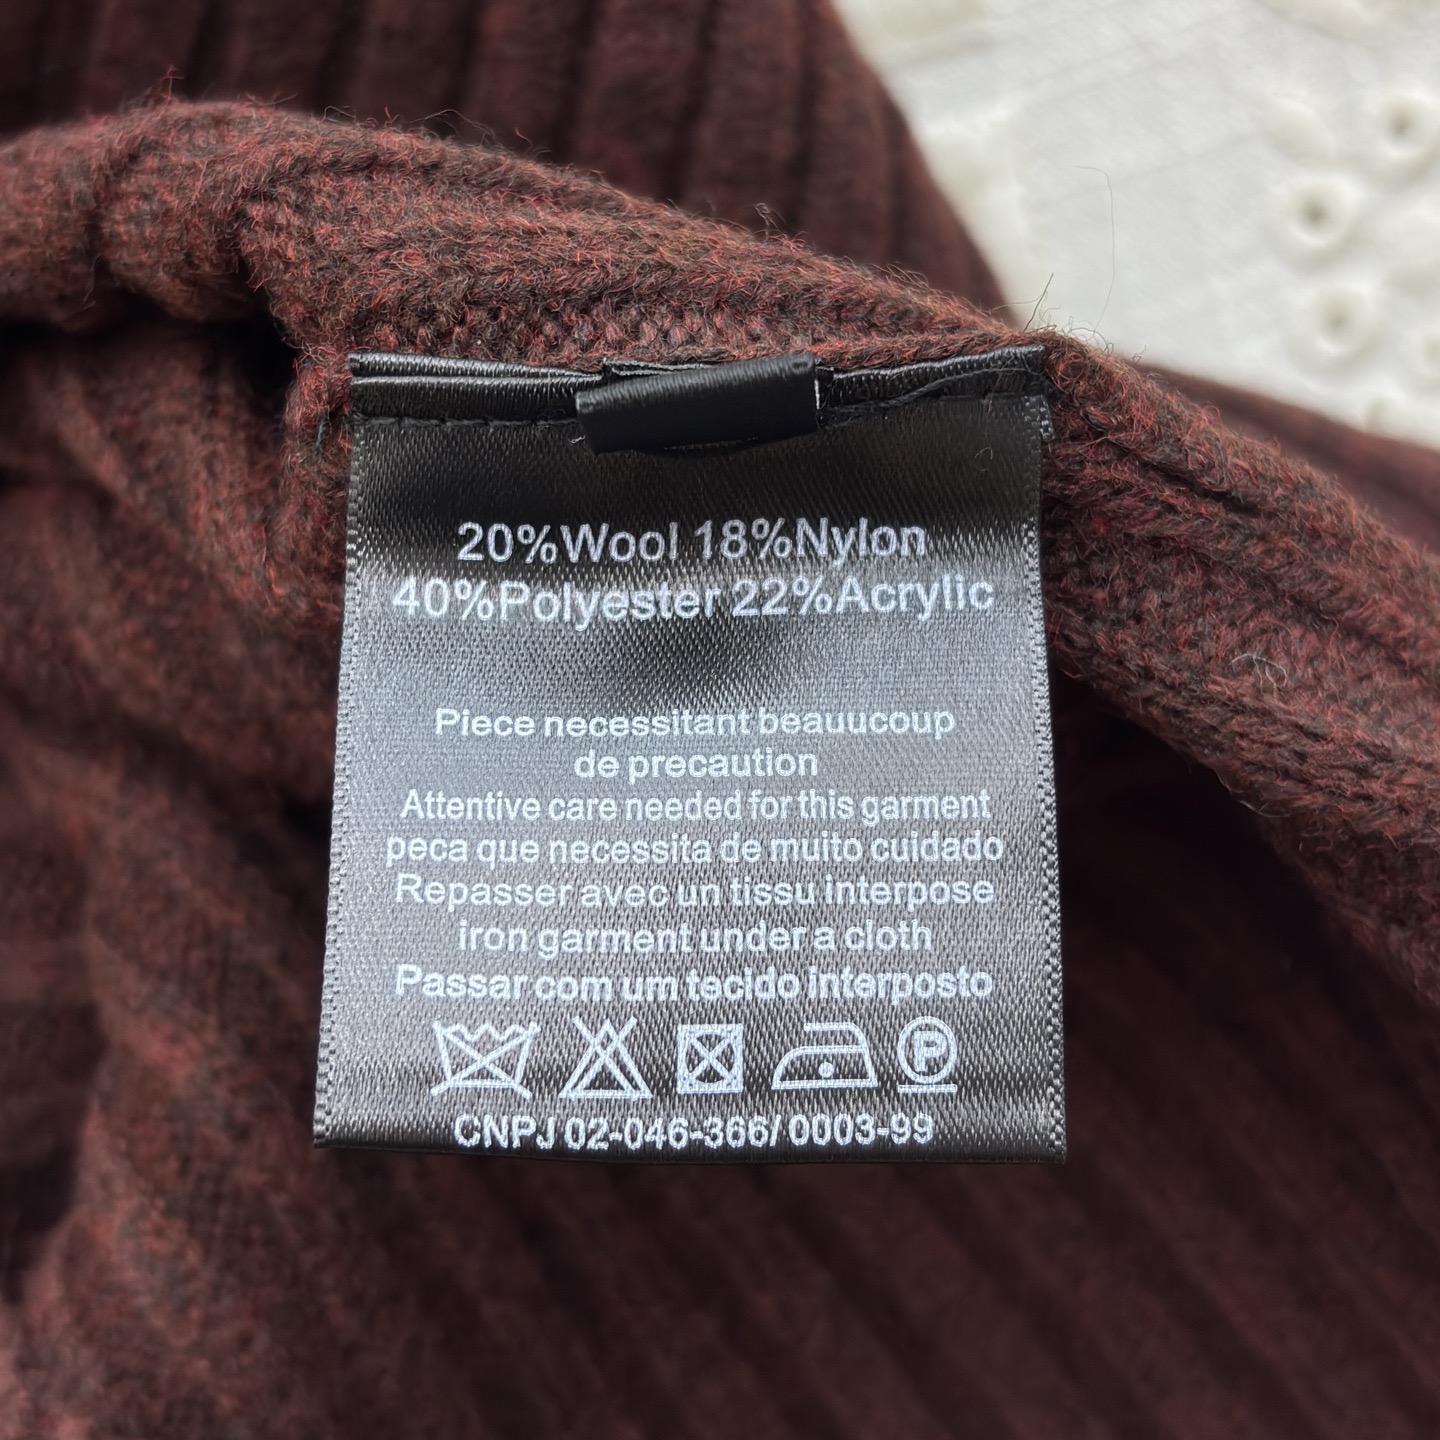 20%Wool 18%Nylon
40%Polyester 22%Acrylic
Piece necessitant beauucoup
de precaution
Attentive care needed for this garment
peca que necessita de muito cuidado
Repasser avec un tissu interpose
iron garment under a cloth
Passar com um tecido interposto
P
CNPJ 02-046-366/0003-99